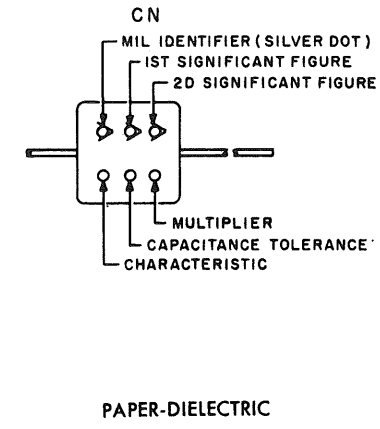 CN
MIL IDENTIFIER (SILVER DOT)
1ST SIGNIFICANT FIGURE
2D SIGNIFICANT FIGURE
MULTIPLIER
CAPACITANCE TOLERANCE
CHARACTERISTIC
PAPER-DIELECTRIC